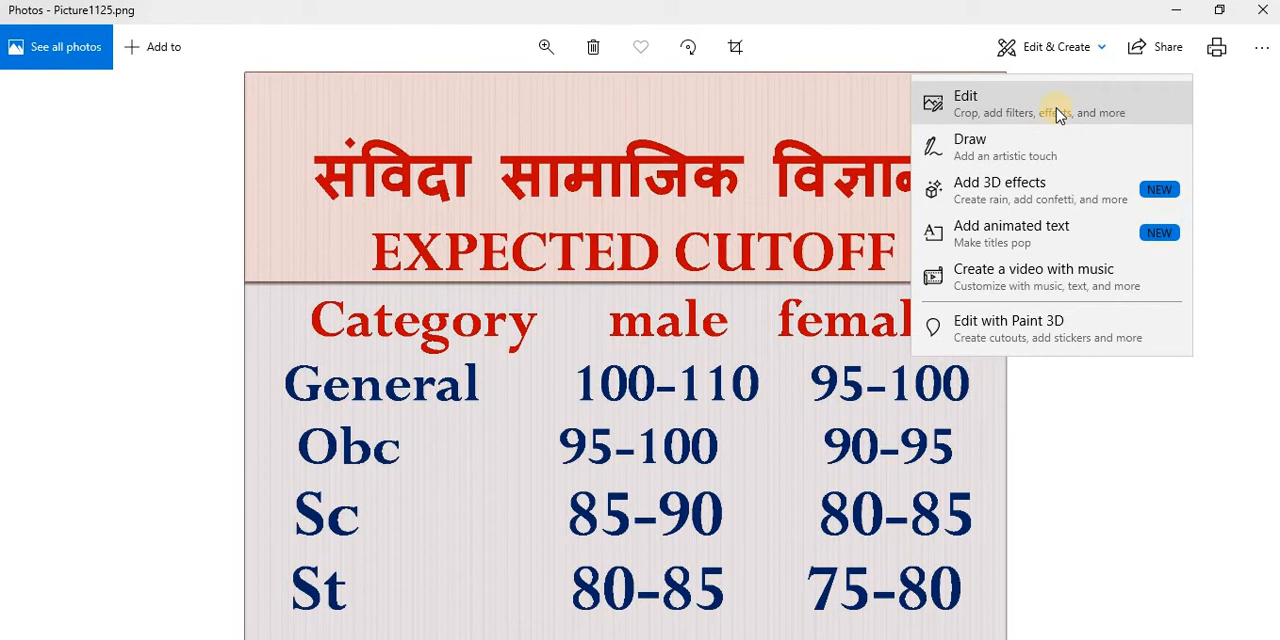 Photos - Picture1125.png
See all photos
Add to
Edit & Create
Share
Edit
Crop, add filters, effects, and more
Draw
Add an artistic touch
Add 3D effects
NEW
Create rain, add confetti, and more
Add animated text
NEW
Make titles pop
Create a video with music
Customize with music, text, and more
Edit with Paint 3D
Create cutouts, add stickers and more
संविदा सामाजिक
EXPECTED CUTOFF
Category male
General 100-110 95-100
Obc 95-100 90-95
Sc 85-90 80-85
St 80-85 75-80